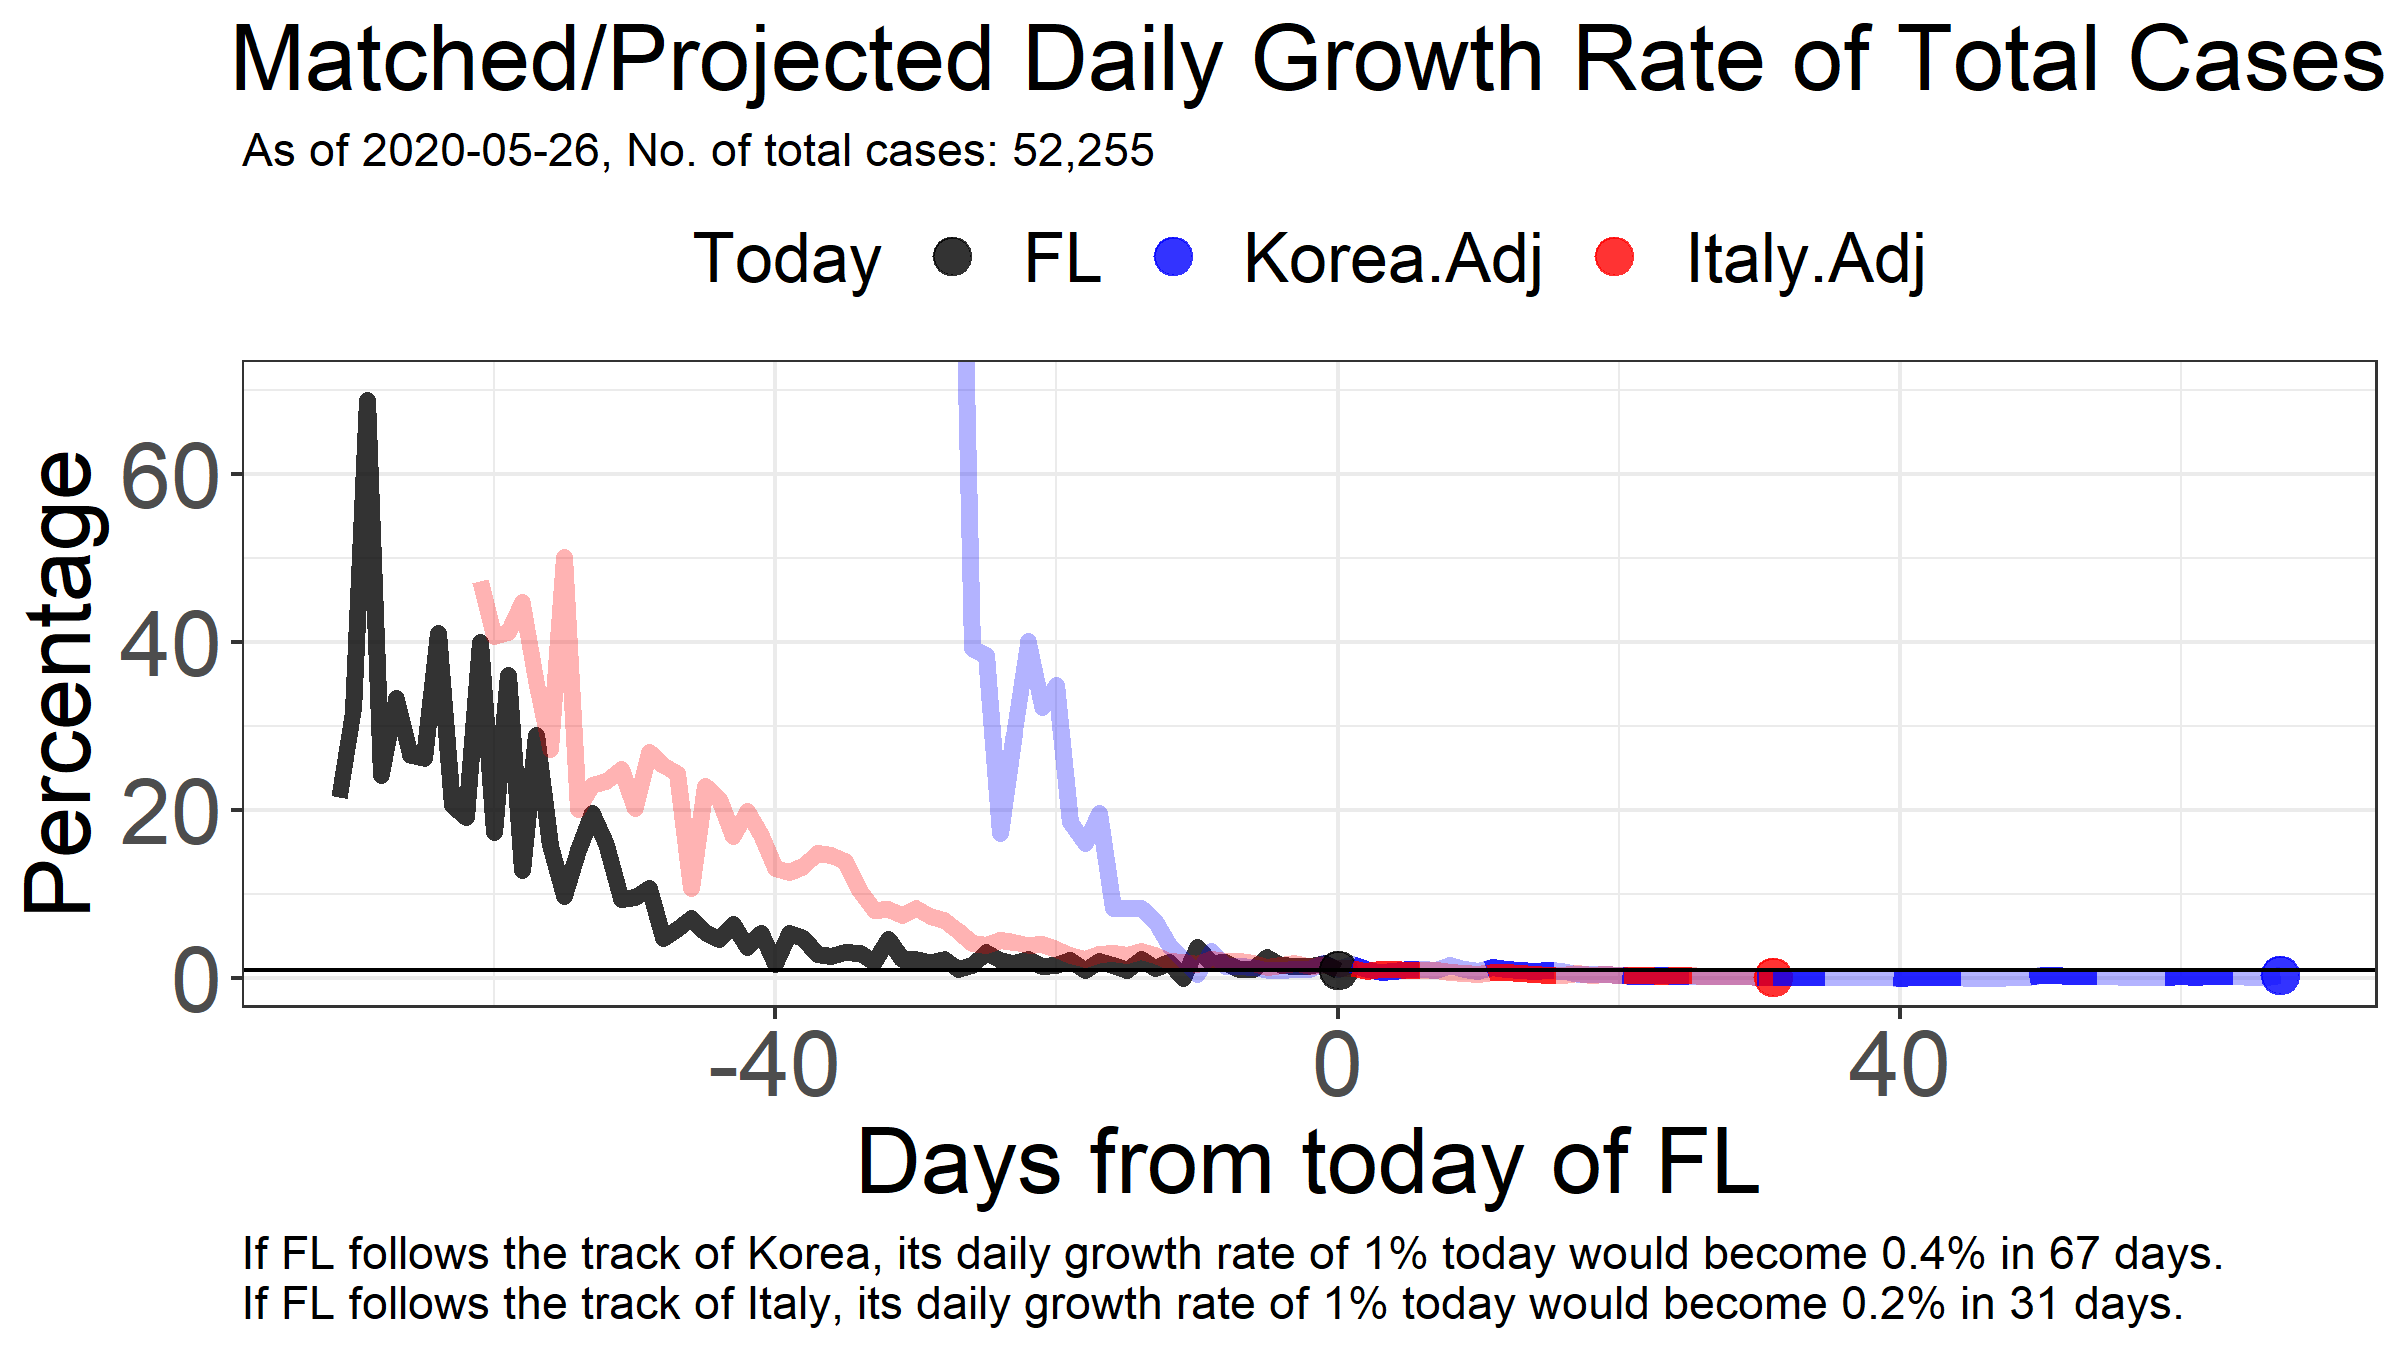 Matched/Projected Daily Growth Rate of Total Cases
As of 2020-05-26, No. of total cases: 52,255
Today FL Korea.Adj Italy.Adj
Percentage
60
40
20
0
-40 0 40
Days from today of FL
If FL follows the track of Korea, its daily growth rate of 1% today would become 0.4% in 67 days.
If FL follows the track of Italy, its daily growth rate of 1% today would become 0.2% in 31 days.